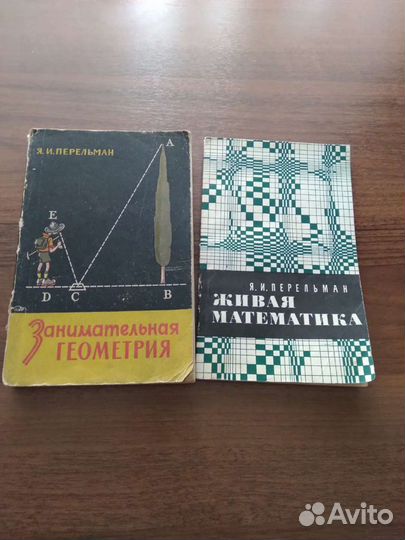 Я. И. ПЕРЕЛЬМАН
A
E
D C B
Занимательная
ГЕОМЕТРИЯ
Я. И. ПЕРЕЛЬМАН
ЖИВАЯ
МАТЕМАТИКА
Avito